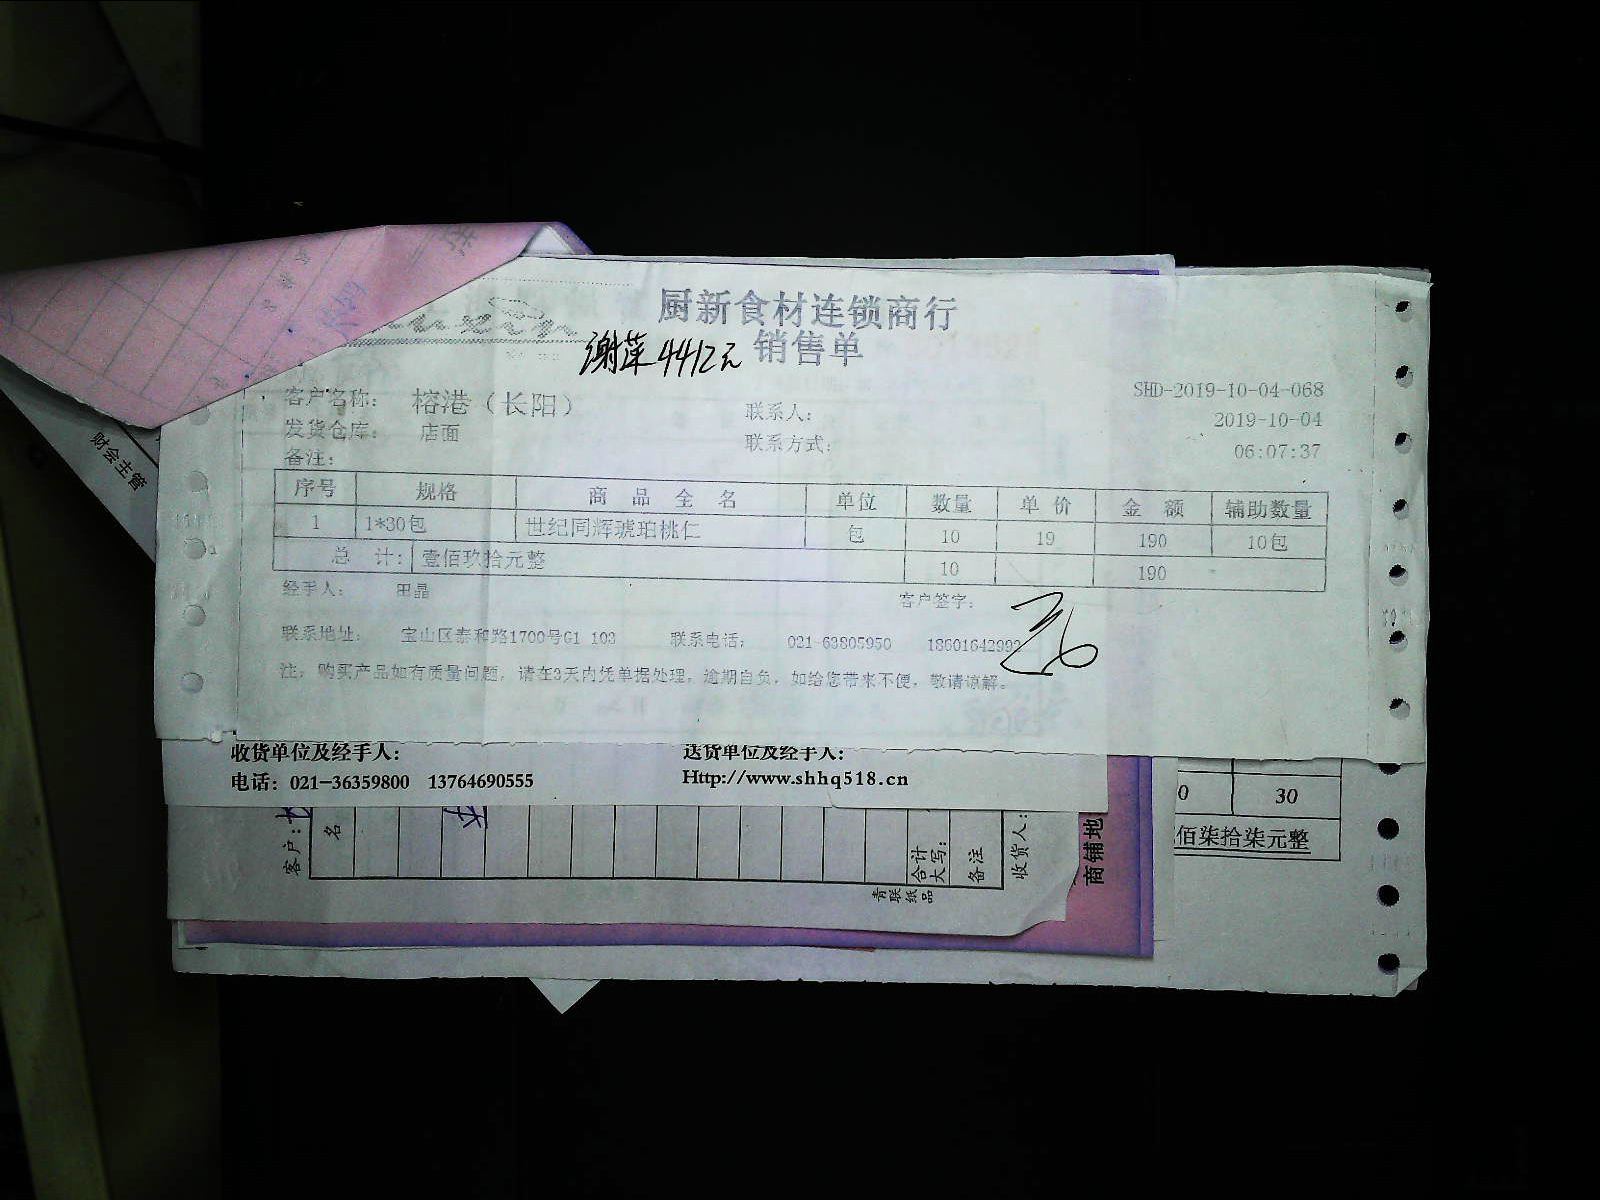 厨新食材连锁商行
谢菜4412元 销售单
SHD-2019-10-04-068
客户名称: 榕港（长阳） 联系人: 2019-10-04
发货仓库: 店面 联系方式: 06:07:37
备注:
序号 规格 商品全名 单位 数量 单价 金额 辅助数量
1 1*30包 世纪同辉琥珀桃仁 包 10 19 190 10包
总计: 壹佰玖拾元整 10 190
经手人: 田晶 客户签字:
联系地址: 宝山区泰和路1700号G1 103 联系电话: 021-63805950 18601642992
注: 购买产品如有质量问题, 请在3天内凭单据处理, 逾期自负, 如给您带来不便, 敬请谅解。
收货单位及经手人: 送货单位及经手人:
电话: 021-36359800 13764690555 Http://www.shhq518.cn
财会主管
0 30
佰柒拾柒元整
客户:
名
合计大写:
备注
收货人:
青联纸品
商铺地